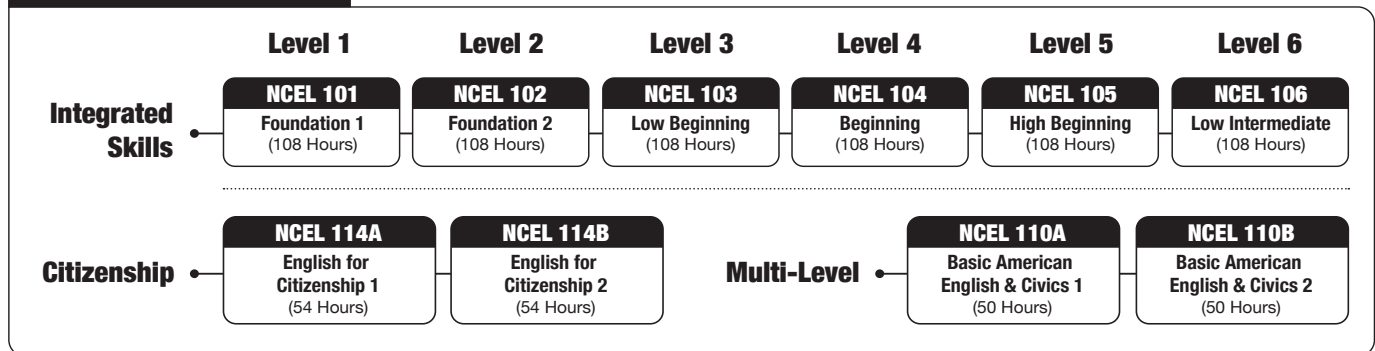 Level 1
Level 2
Level 3
Level 4
Level 5
Level 6
Integrated
Skills
NCEL 101
Foundation 1
(108 Hours)
NCEL 102
Foundation 2
(108 Hours)
NCEL 103
Low Beginning
(108 Hours)
NCEL 104
Beginning
(108 Hours)
NCEL 105
High Beginning
(108 Hours)
NCEL 106
Low Intermediate
(108 Hours)
Citizenship
NCEL 114A
English for
Citizenship 1
(54 Hours)
NCEL 114B
English for
Citizenship 2
(54 Hours)
Multi-Level
NCEL 110A
Basic American
English & Civics 1
(50 Hours)
NCEL 110B
Basic American
English & Civics 2
(50 Hours)